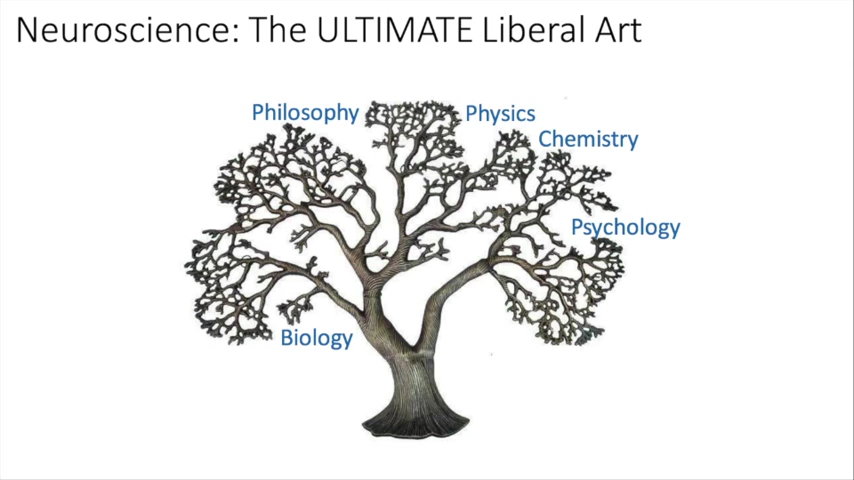 Neuroscience: The ULTIMATE Liberal Art
Philosophy
Physics
Chemistry
Psychology
Biology